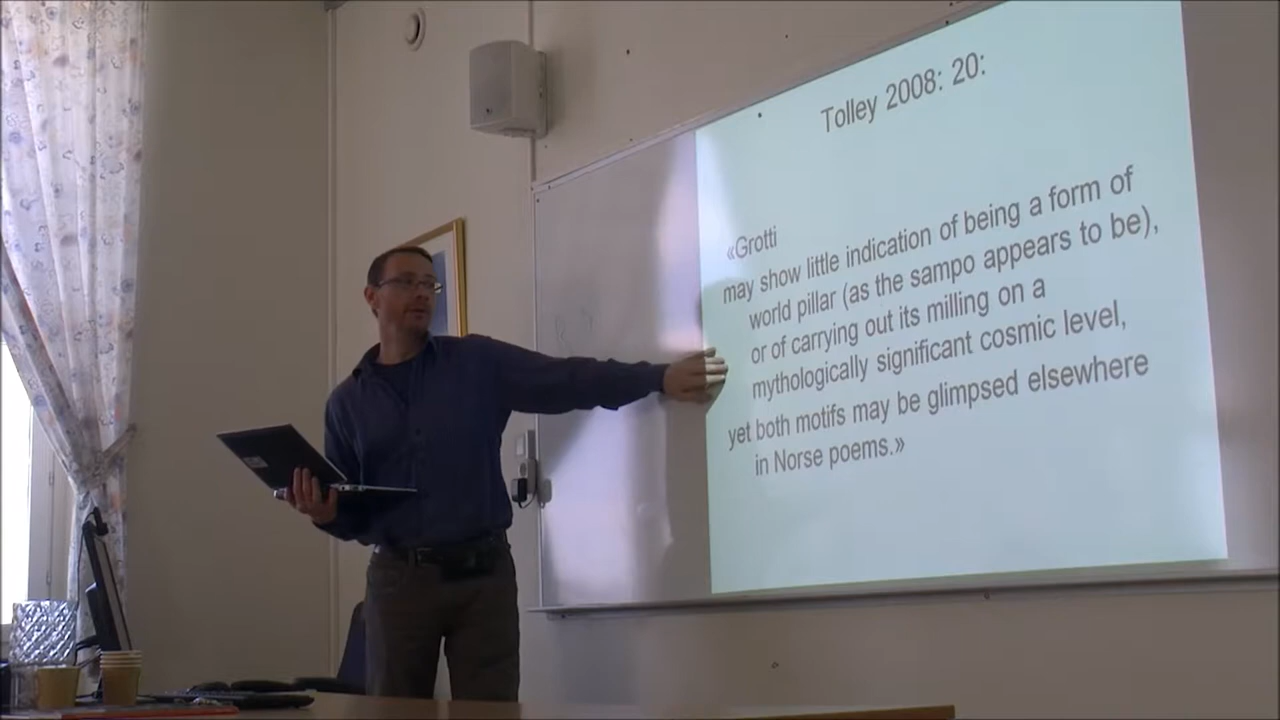 Tolley 2008: 20:
«Grotti
may show little indication of being a form of
world pillar (as the sampo appears to be),
or of carrying out its milling on a
mythologically significant cosmic level,
yet both motifs may be glimpsed elsewhere
in Norse poems.»